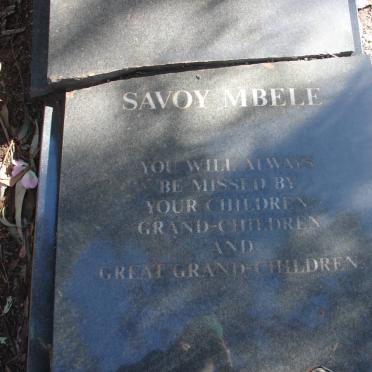 SAVOY MBELE
YOU WILL ALWAYS
BE MISSED BY
YOUR CHILDREN
GRAND-CHILDREN
AND
GREAT GRAND-CHILDREN